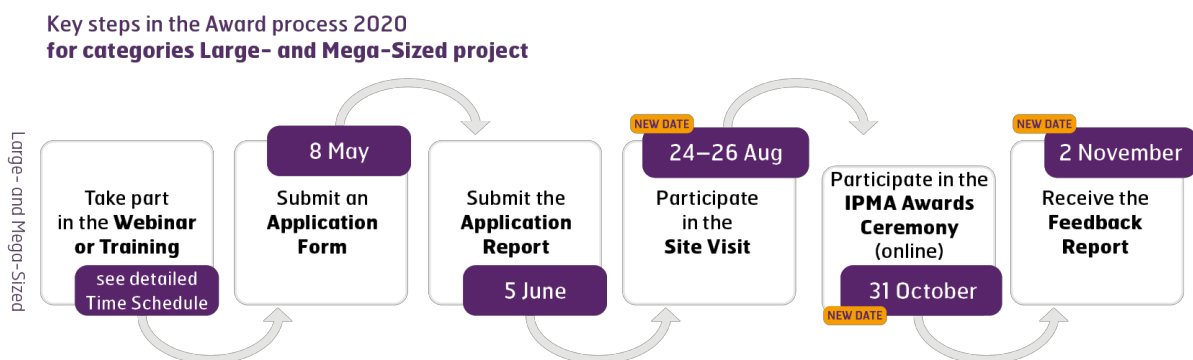 Key steps in the Award process 2020
for categories Large- and Mega-Sized project
Large- and Mega-Sized
Take part
in the Webinar
or Training
see detailed
Time Schedule
8 May
Submit an
Application
Form
Submit the
Application
Report
5 June
NEW DATE
24–26 Aug
Participate
in the
Site Visit
Participate in the
IPMA Awards
Ceremony
(online)
31 October
NEW DATE
NEW DATE
2 November
Receive the
Feedback
Report